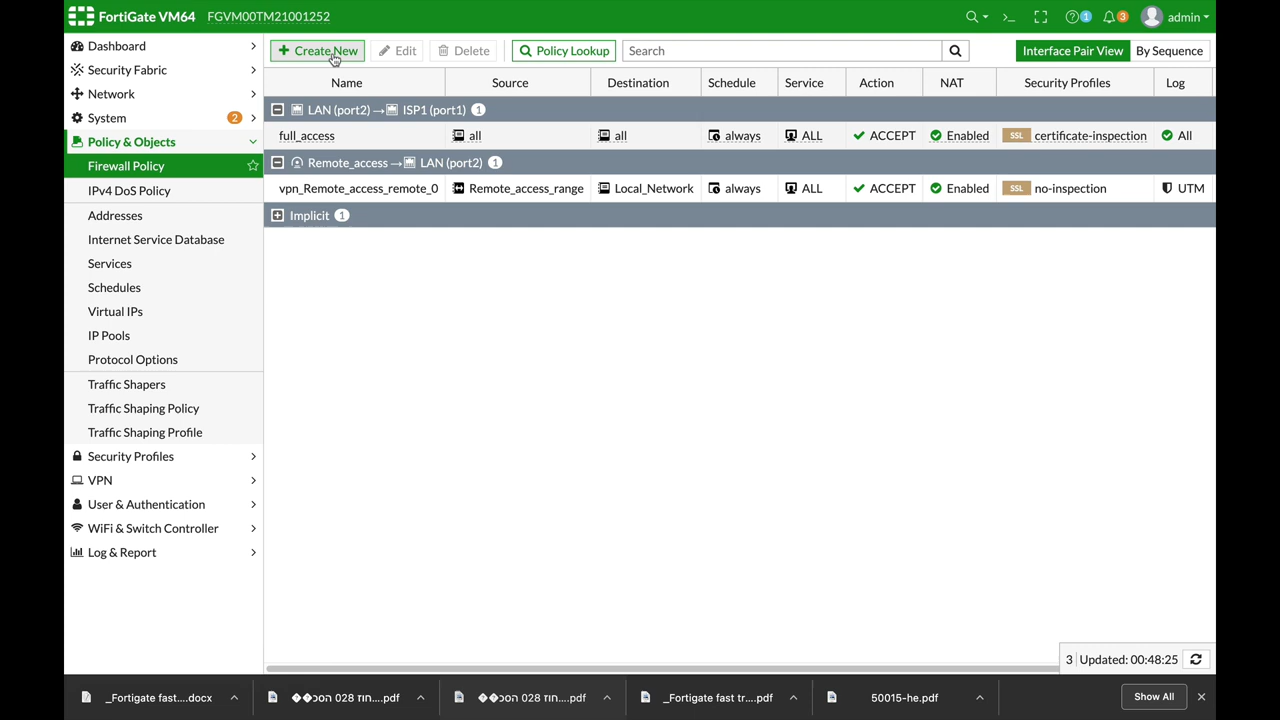 FortiGate VM64 FGVM00TM21001252 1 3 admin
Dashboard
Security Fabric
Network
System 2
Policy & Objects
Firewall Policy
IPv4 DoS Policy
Addresses
Internet Service Database
Services
Schedules
Virtual IPs
IP Pools
Protocol Options
Traffic Shapers
Traffic Shaping Policy
Traffic Shaping Profile
Security Profiles
VPN
User & Authentication
WiFi & Switch Controller
Log & Report
+ Create New Edit Delete Policy Lookup Search Interface Pair View By Sequence
Name Source Destination Schedule Service Action NAT Security Profiles Log
LAN (port2) → ISP1 (port1) 1
full_access all all always ALL ACCEPT Enabled SSL certificate-inspection All
Remote_access → LAN (port2) 1
vpn_Remote_access_remote_0 Remote_access_range Local_Network always ALL ACCEPT Enabled SSL no-inspection UTM
Implicit 1
3 Updated: 00:48:25
_Fortigate fast....docx ��חוז 028 הסכ....pdf ��חוז 028 הסכ....pdf _Fortigate fast tr....pdf 50015-he.pdf Show All